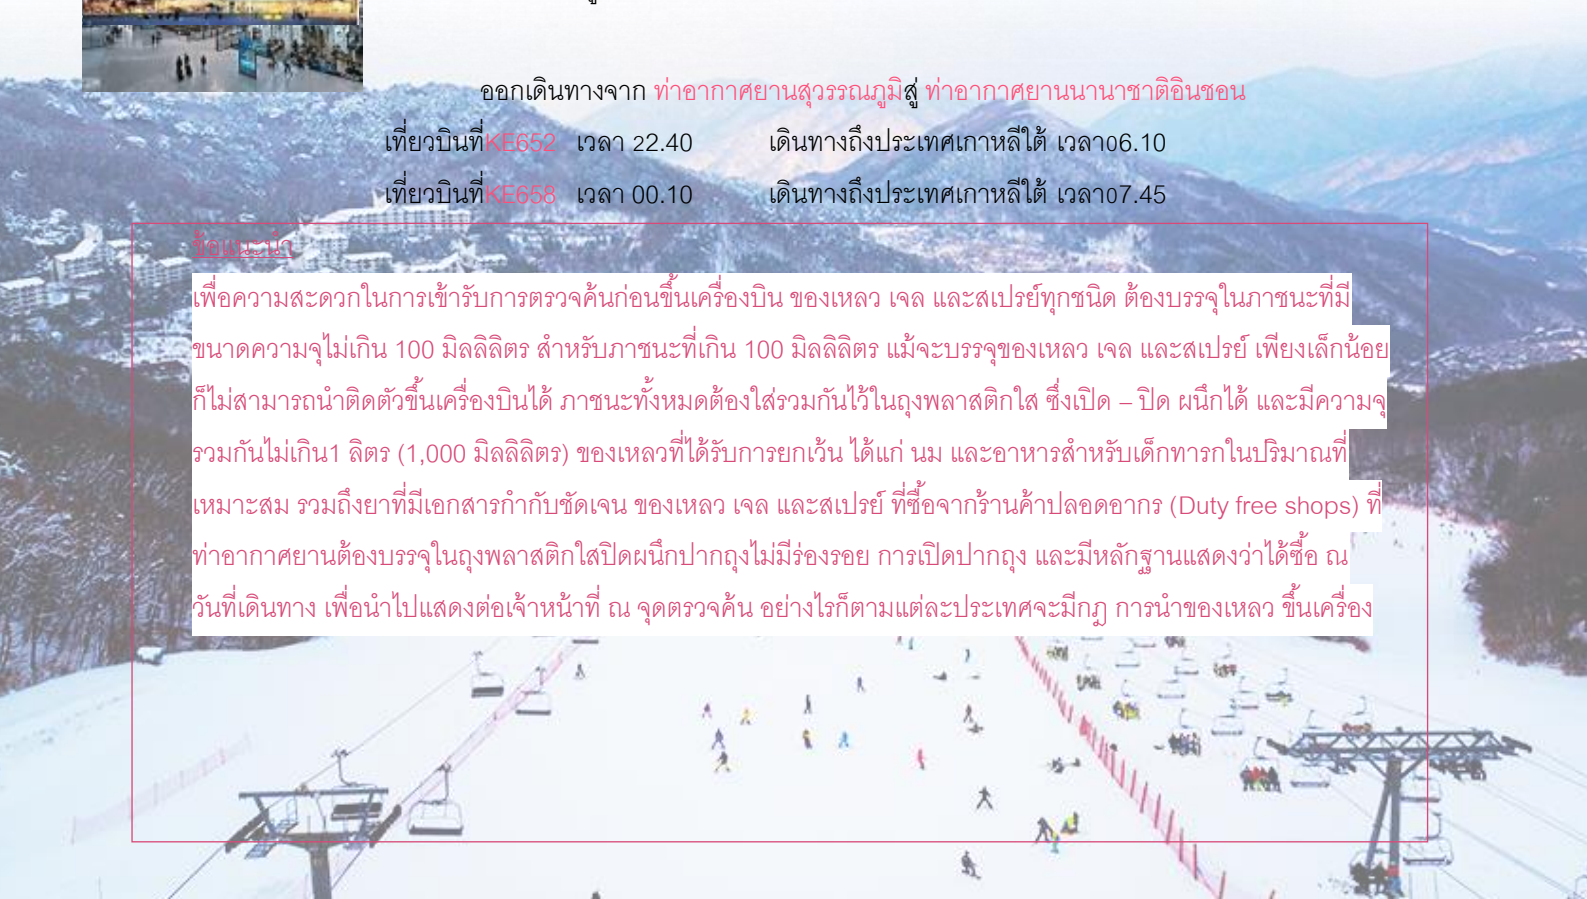 ออกเดินทางจาก ท่าอากาศยานสุวรรณภูมิสู่ ท่าอากาศยานนานาชาติอินชอน
เที่ยวบินที่KE652 เวลา 22.40 เดินทางถึงประเทศเกาหลีใต้ เวลา06.10
เที่ยวบินที่KE658 เวลา 00.10 เดินทางถึงประเทศเกาหลีใต้ เวลา07.45
ข้อแนะนำ
เพื่อความสะดวกในการเข้ารับการตรวจค้นก่อนขึ้นเครื่องบิน ของเหลว เจล และสเปรย์ทุกชนิด ต้องบรรจุในภาชนะที่มี
ขนาดความจุไม่เกิน 100 มิลลิลิตร สำหรับภาชนะที่เกิน 100 มิลลิลิตร แม้จะบรรจุของเหลว เจล และสเปรย์ เพียงเล็กน้อย
ก็ไม่สามารถนำติดตัวขึ้นเครื่องบินได้ ภาชนะทั้งหมดต้องใส่รวมกันไว้ในถุงพลาสติกใส ซึ่งเปิด – ปิด ผนึกได้ และมีความจุ
รวมกันไม่เกิน1 ลิตร (1,000 มิลลิลิตร) ของเหลวที่ได้รับการยกเว้น ได้แก่ นม และอาหารสำหรับเด็กทารกในปริมาณที่
เหมาะสม รวมถึงยาที่มีเอกสารกำกับชัดเจน ของเหลว เจล และสเปรย์ ที่ซื้อจากร้านค้าปลอดอากร (Duty free shops) ที่
ท่าอากาศยานต้องบรรจุในถุงพลาสติกใสปิดผนึกปากถุงไม่มีร่องรอย การเปิดปากถุง และมีหลักฐานแสดงว่าได้ซื้อ ณ
วันที่เดินทาง เพื่อนำไปแสดงต่อเจ้าหน้าที่ ณ จุดตรวจค้น อย่างไรก็ตามแต่ละประเทศจะมีกฎ การนำของเหลว ขึ้นเครื่อง